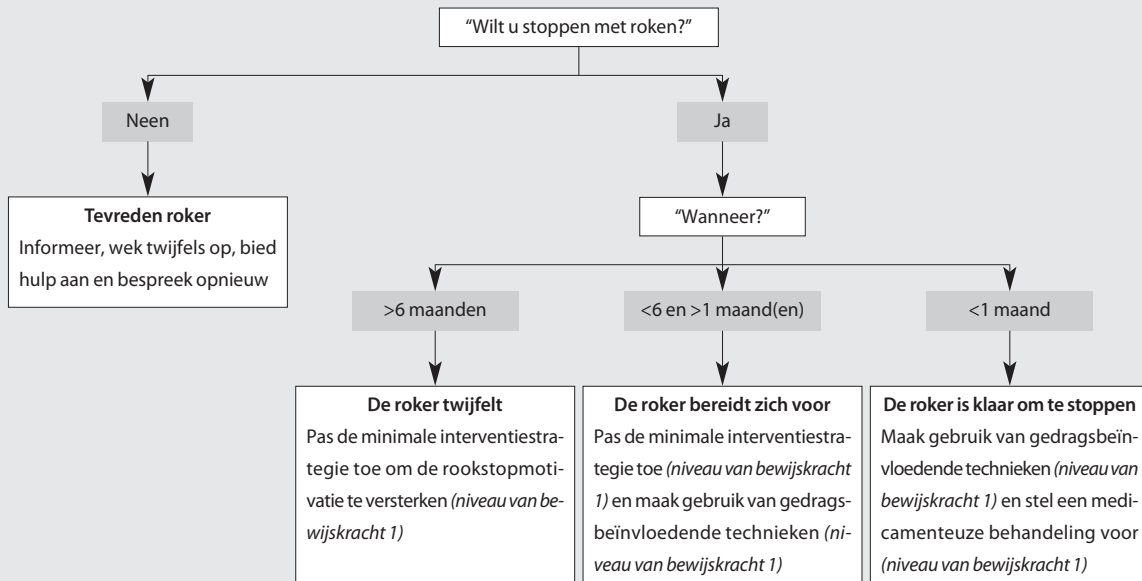 “Wilt u stoppen met roken?”
Neen
Ja
Tevreden roker
Informeer, wek twijfels op, bied
hulp aan en bespreek opnieuw
“Wanneer?”
>6 maanden
<6 en >1 maand(en)
<1 maand
De roker twijfelt
Pas de minimale interventiestra-
tegie toe om de rookstopmoti-
vatie te versterken (niveau van be-
wijskracht 1)
De roker bereidt zich voor
Pas de minimale interventiestra-
tegie toe (niveau van bewijskracht
1) en maak gebruik van gedrags-
beïnvloedende technieken (ni-
veau van bewijskracht 1)
De roker is klaar om te stoppen
Maak gebruik van gedragsbeïn-
vloedende technieken (niveau van
bewijskracht 1) en stel een medi-
camenteuze behandeling voor
(niveau van bewijskracht 1)